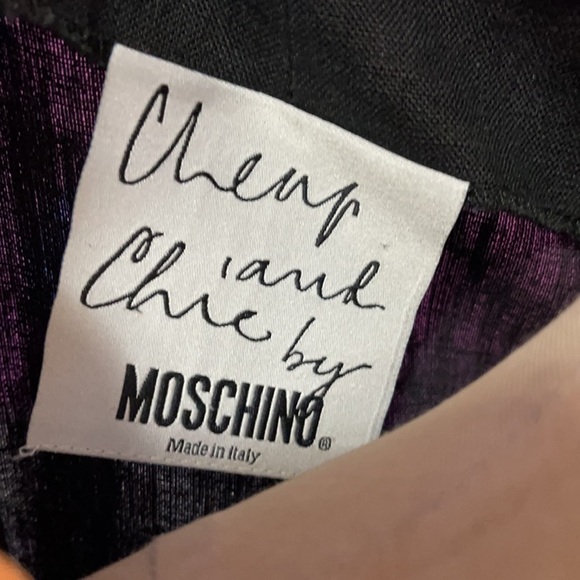 Cheap
and
Chic by
MOSCHINO®
Made in Italy